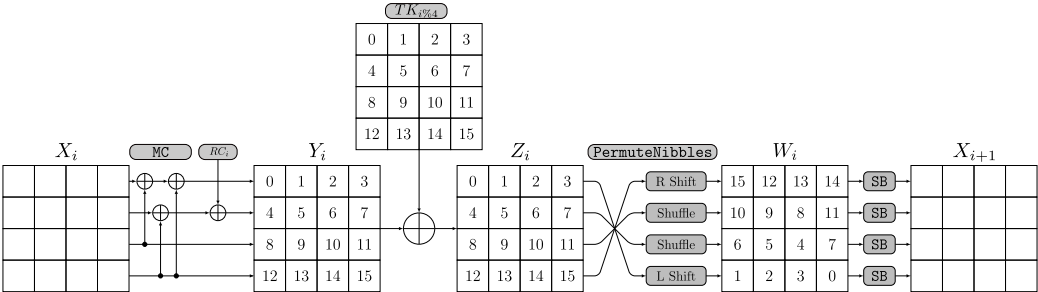 TK_{i%4}
0 1 2 3
4 5 6 7
8 9 10 11
12 13 14 15
X_i MC RC_i Y_i Z_i PermuteNibbles W_i X_{i+1}
0 1 2 3 0 1 2 3 R Shift 15 12 13 14 SB
4 5 6 7 4 5 6 7 Shuffle 10 9 8 11 SB
8 9 10 11 8 9 10 11 Shuffle 6 5 4 7 SB
12 13 14 15 12 13 14 15 L Shift 1 2 3 0 SB